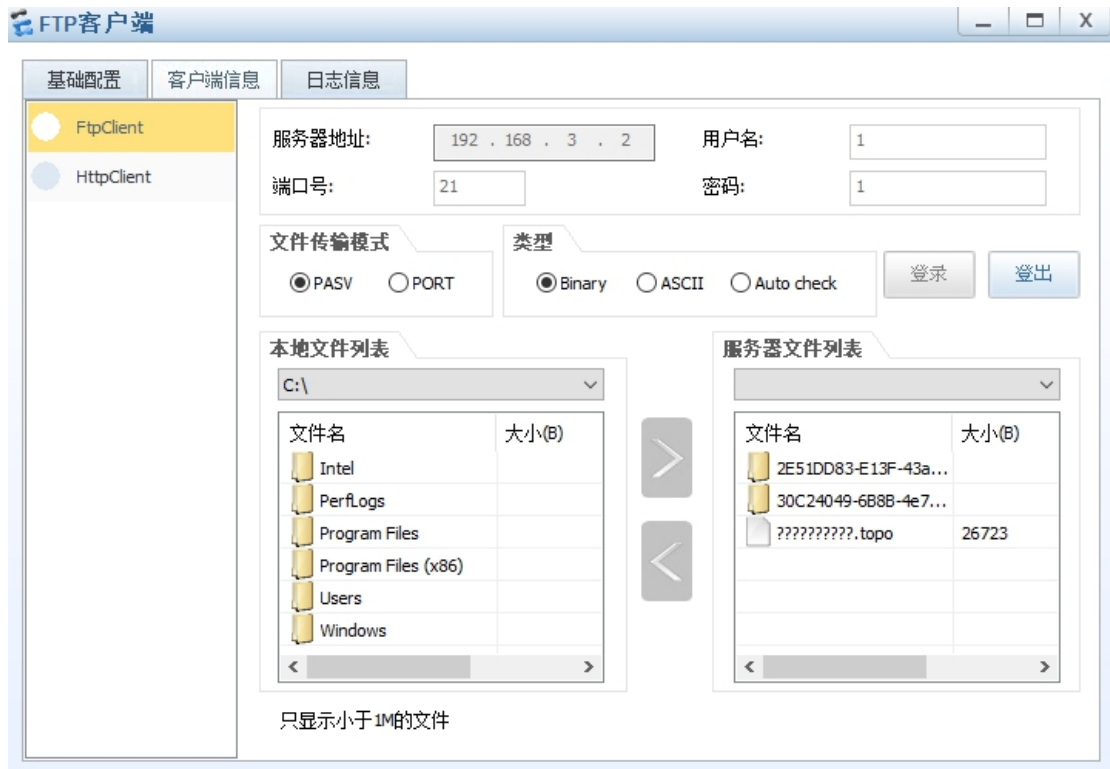 FTP客户端
基础配置 客户端信息 日志信息
FtpClient
HttpClient
服务器地址: 192 . 168 . 3 . 2 用户名: 1
端口号: 21 密码: 1
文件传输模式 类型
PASV PORT Binary ASCII Auto check 登录 登出
本地文件列表 服务器文件列表
C:\
文件名 大小(B) 文件名 大小(B)
Intel 2E51DD83-E13F-43a...
PerfLogs 30C24049-6B8B-4e7...
Program Files ??????????.topo 26723
Program Files (x86)
Users
Windows
只显示小于1M的文件